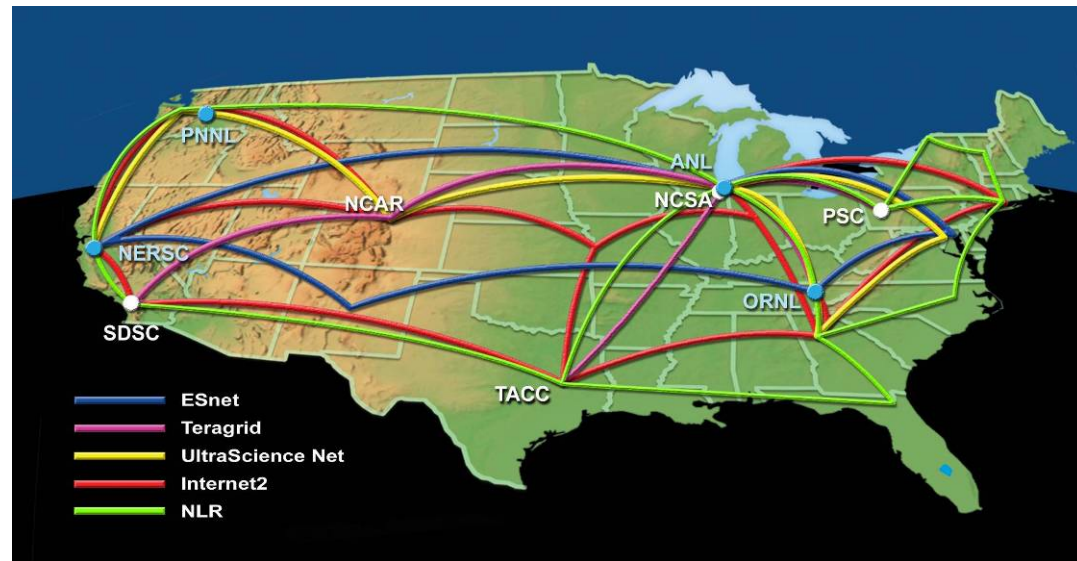 PNNL
ANL
NCAR
NCSA
PSC
NERSC
ORNL
SDSC
TACC
ESnet
Teragrid
UltraScience Net
Internet2
NLR